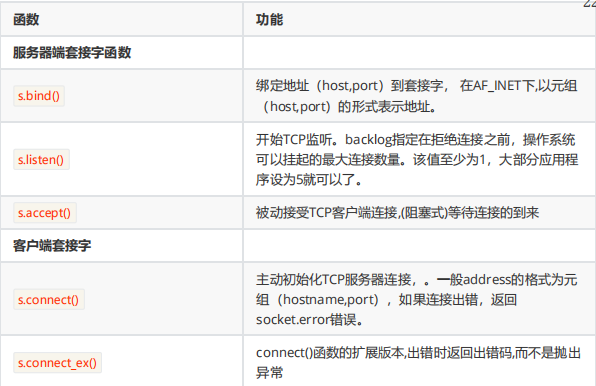 22
函数 功能
服务器端套接字函数
s.bind() 绑定地址（host,port）到套接字， 在AF_INET下,以元组
（host,port）的形式表示地址。
s.listen() 开始TCP监听。backlog指定在拒绝连接之前，操作系统
可以挂起的最大连接数量。该值至少为1，大部分应用程
序设为5就可以了。
s.accept() 被动接受TCP客户端连接,(阻塞式)等待连接的到来
客户端套接字
s.connect() 主动初始化TCP服务器连接，。一般address的格式为元
组（hostname,port），如果连接出错，返回
socket.error错误。
s.connect_ex() connect()函数的扩展版本,出错时返回出错码,而不是抛出
异常